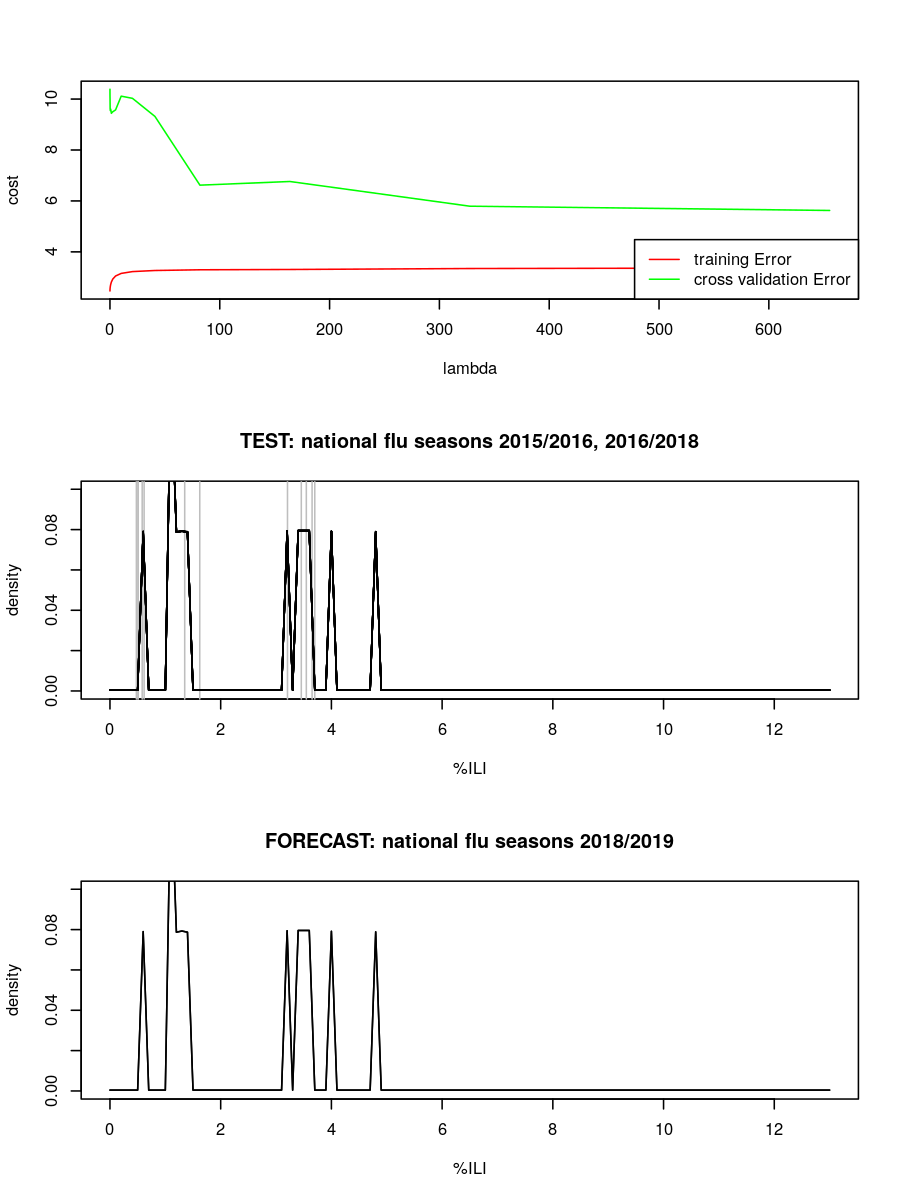 10
8
6
4
cost
training Error
cross validation Error
0 100 200 300 400 500 600
lambda
TEST: national flu seasons 2015/2016, 2016/2018
0.08
0.04
0.00
density
0 2 4 6 8 10 12
%ILI
FORECAST: national flu seasons 2018/2019
0.08
0.04
0.00
density
0 2 4 6 8 10 12
%ILI